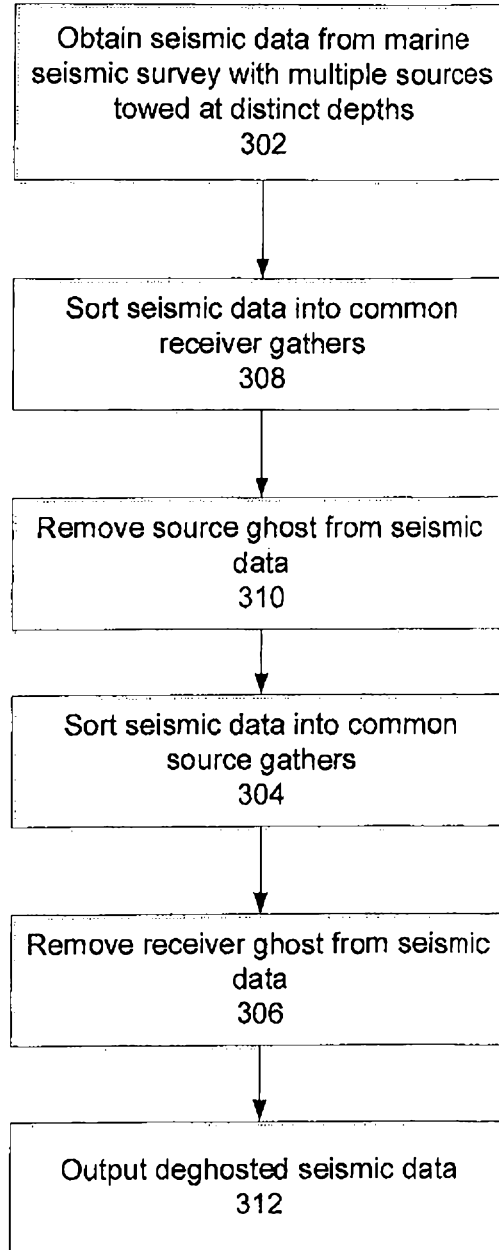 Obtain seismic data from marine
seismic survey with multiple sources
towed at distinct depths
302
Sort seismic data into common
receiver gathers
308
Remove source ghost from seismic
data
310
Sort seismic data into common
source gathers
304
Remove receiver ghost from seismic
data
306
Output deghosted seismic data
312